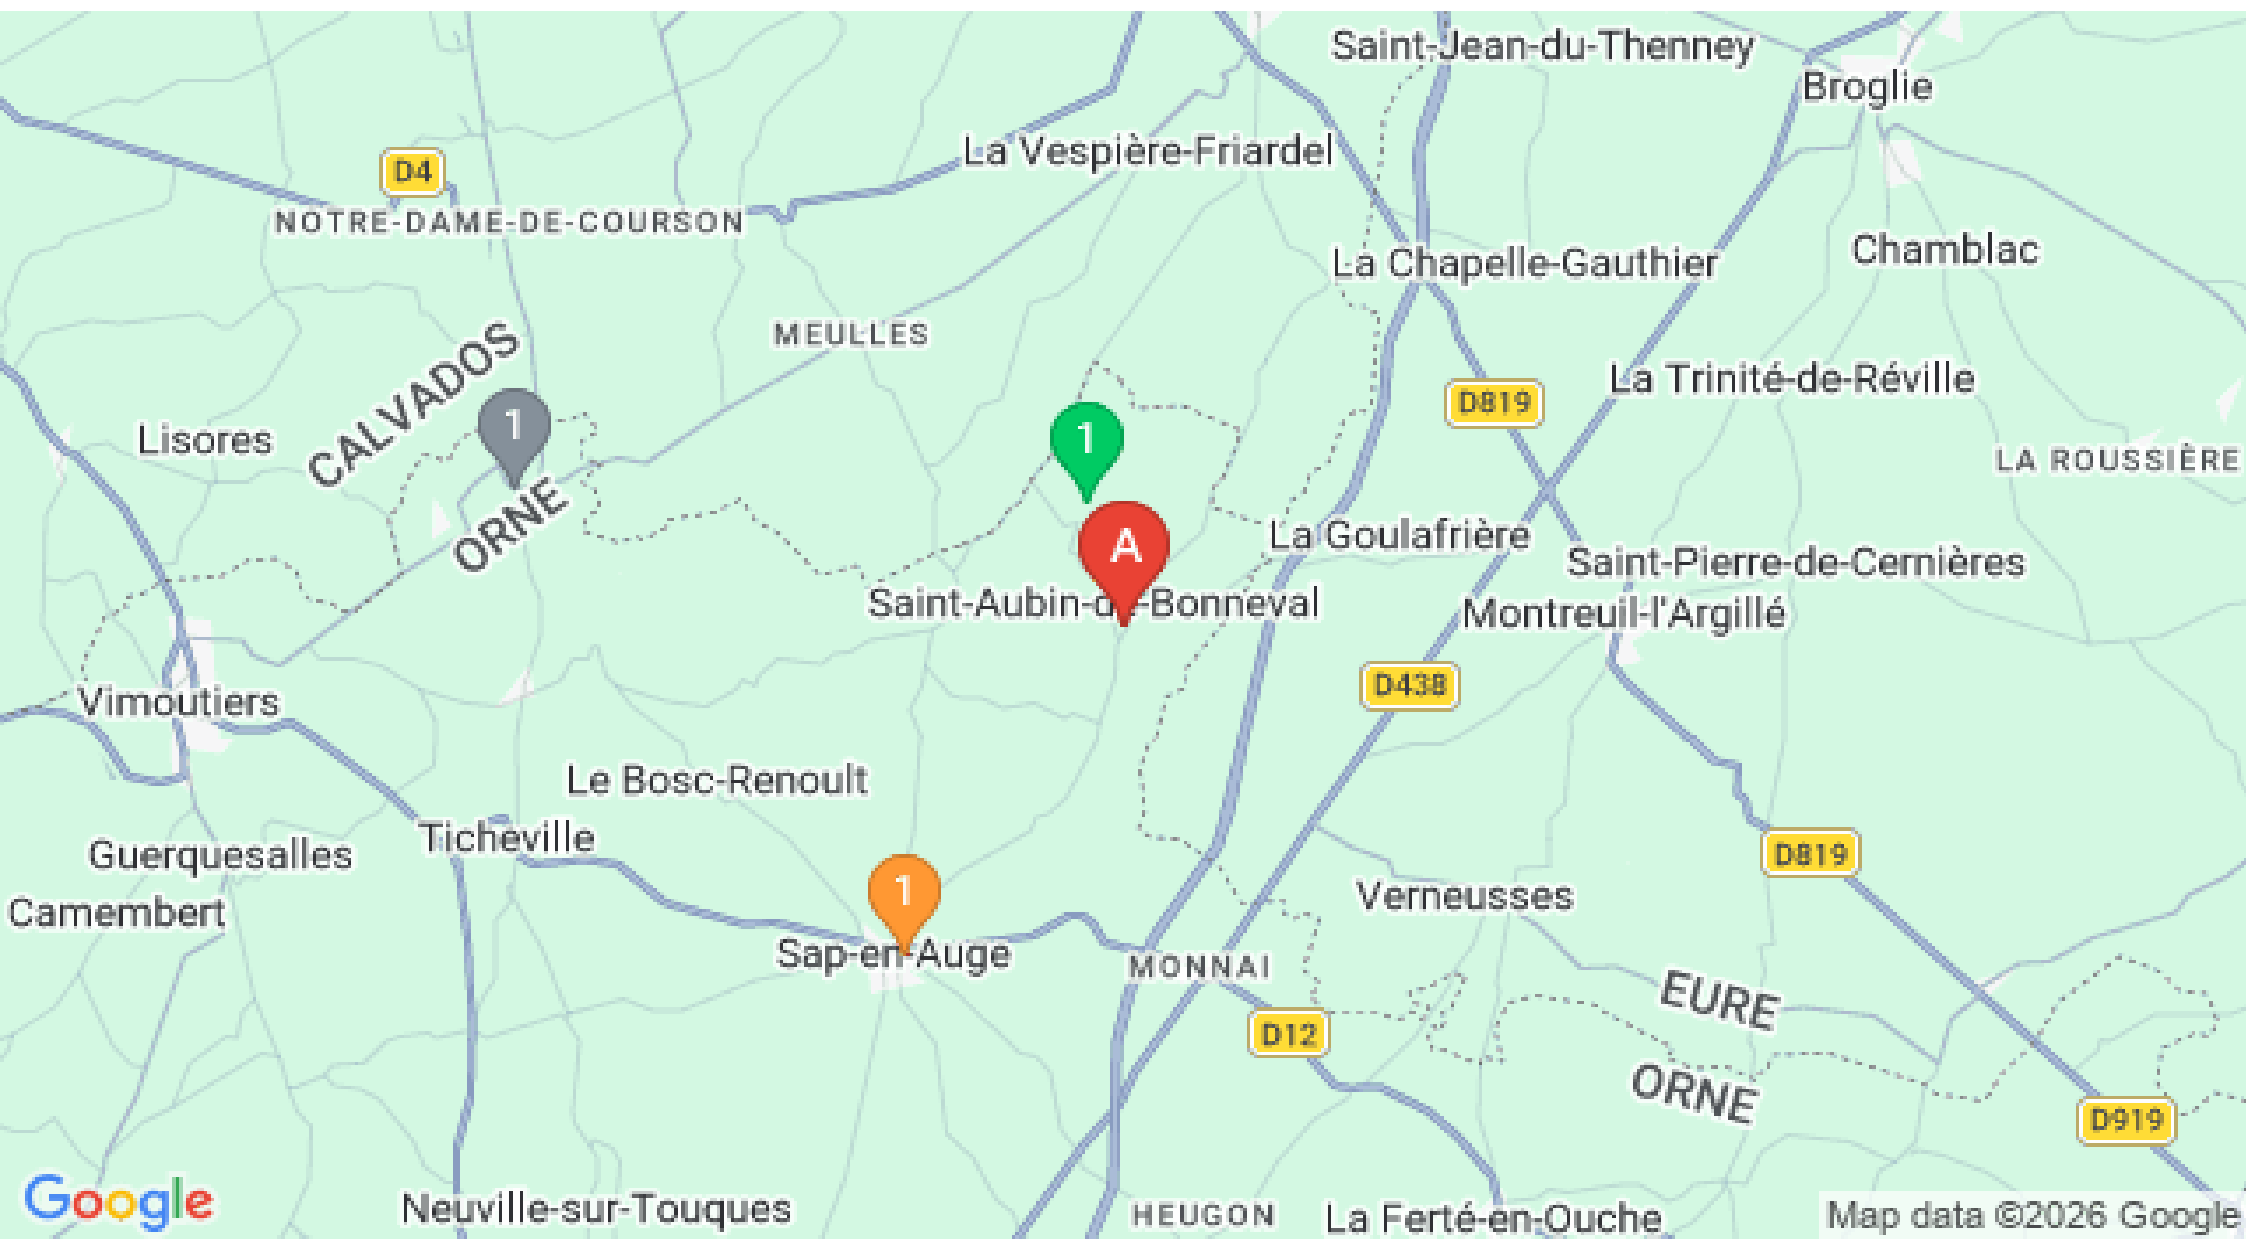 Saint-Jean-du-Thenney
Broglie
La Vespière-Friardel
D4
NOTRE-DAME-DE-COURSON
La Chapelle-Gauthier
Chamblac
MEULLES
CALVADOS
La Trinité-de-Réville
D819
1
1
Lisores
LA ROUSSIÈRE
ORNE
A
La Goulafrière
Saint-Pierre-de-Cernières
Saint-Aubin-de-Bonneval
Montreuil-l'Argillé
D438
Vimoutiers
Le Bosc-Renoult
Ticheville
Guerquesalles
D819
1
Verneusses
Camembert
Sap-en-Auge
MONNAI
EURE
D12
ORNE
D919
Google
Neuville-sur-Touques
HEUGON
La Ferté-en-Ouche
Map data ©2026 Google